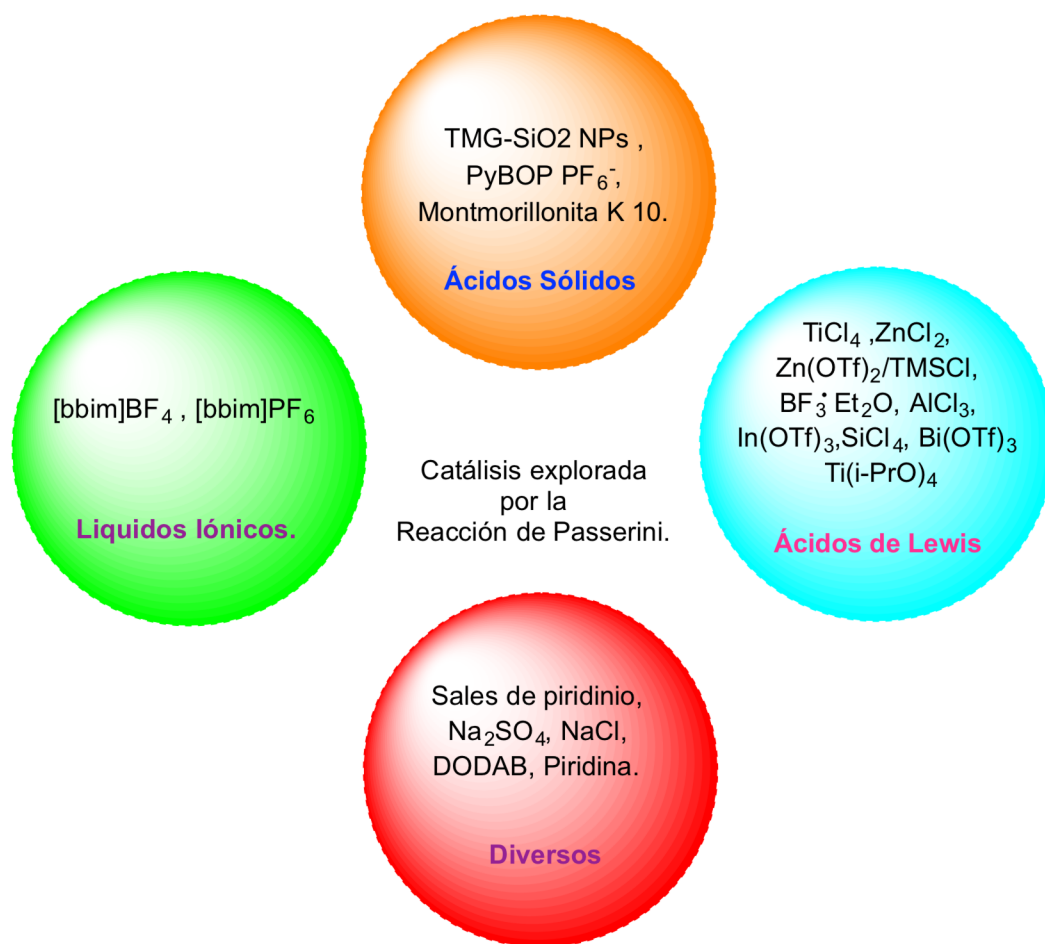 TMG-SiO2 NPs ,
PyBOP PF₆⁻,
Montmorillonita K 10.
Ácidos Sólidos
[bbim]BF₄ , [bbim]PF₆
Liquidos Iónicos.
Catálisis explorada
por la
Reacción de Passerini.
TiCl₄ ,ZnCl₂,
Zn(OTf)₂/TMSCl,
BF₃·Et₂O, AlCl₃,
In(OTf)₃,SiCl₄, Bi(OTf)₃
Ti(i-PrO)₄
Ácidos de Lewis
Sales de piridinio,
Na₂SO₄, NaCl,
DODAB, Piridina.
Diversos